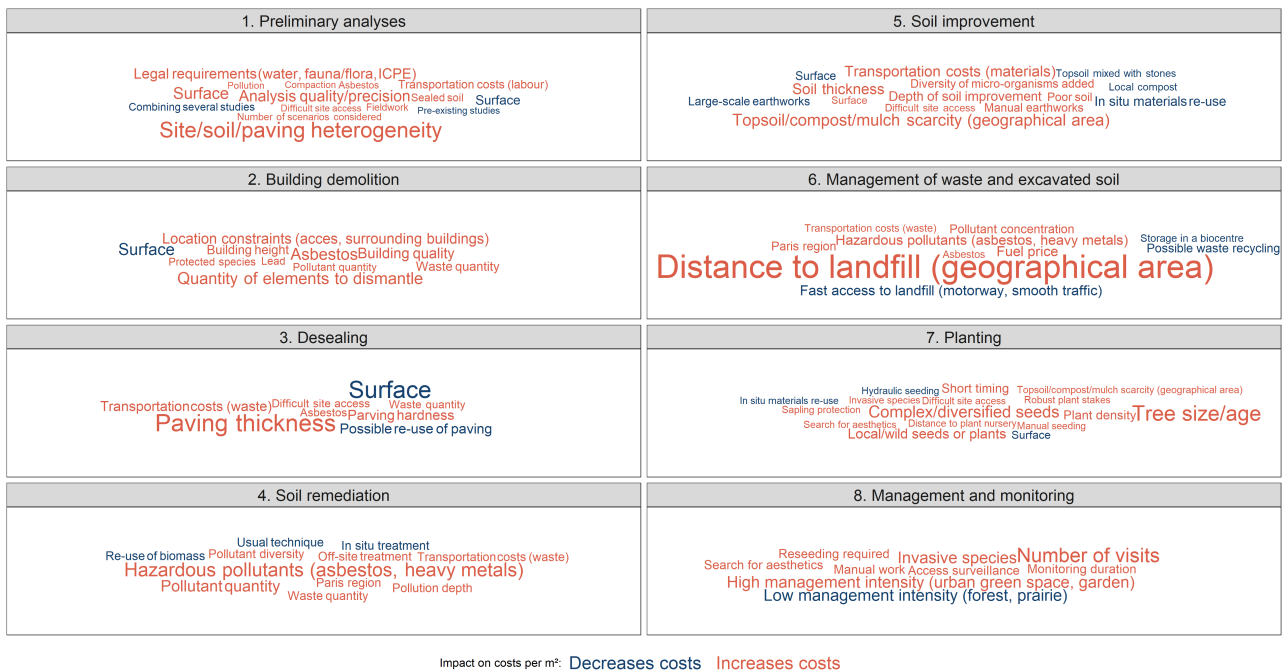 1. Preliminary analyses
Legal requirements (water, fauna/flora, ICPE)
Pollution Compaction Asbestos Transportation costs (labour)
Surface Analysis quality/precision Sealed soil Surface
Combining several studies Difficult site access Fieldwork Pre-existing studies
Number of scenarios considered
Site/soil/paving heterogeneity
2. Building demolition
Location constraints (acces, surrounding buildings)
Surface Building height Asbestos Building quality
Protected species Lead Pollutant quantity Waste quantity
Quantity of elements to dismantle
3. Desealing
Surface
Transportation costs (waste) Difficult site access Waste quantity
Asbestos Parving hardness
Paving thickness Possible re-use of paving
4. Soil remediation
Usual technique In situ treatment
Re-use of biomass Pollutant diversity Off-site treatment Transportation costs (waste)
Hazardous pollutants (asbestos, heavy metals)
Pollutant quantity Paris region Pollution depth
Waste quantity
5. Soil improvement
Surface Transportation costs (materials) Topsoil mixed with stones
Soil thickness Diversity of micro-organisms added Local compost
Large-scale earthworks Surface Depth of soil improvement Poor soil In situ materials re-use
Difficult site access Manual earthworks
Topsoil/compost/mulch scarcity (geographical area)
6. Management of waste and excavated soil
Transportation costs (waste) Pollutant concentration
Paris region Hazardous pollutants (asbestos, heavy metals) Storage in a biocentre
Asbestos Fuel price Possible waste recycling
Distance to landfill (geographical area)
Fast access to landfill (motorway, smooth traffic)
7. Planting
Hydraulic seeding Short timing Topsoil/compost/mulch scarcity (geographical area)
In situ materials re-use Invasive species Difficult site access Robust plant stakes
Sapling protection Complex/diversified seeds Plant density Tree size/age
Search for aesthetics Distance to plant nursery Manual seeding
Local/wild seeds or plants Surface
8. Management and monitoring
Reseeding required Invasive species Number of visits
Search for aesthetics Manual work Access surveillance Monitoring duration
High management intensity (urban green space, garden)
Low management intensity (forest, prairie)
Impact on costs per m²: Decreases costs Increases costs